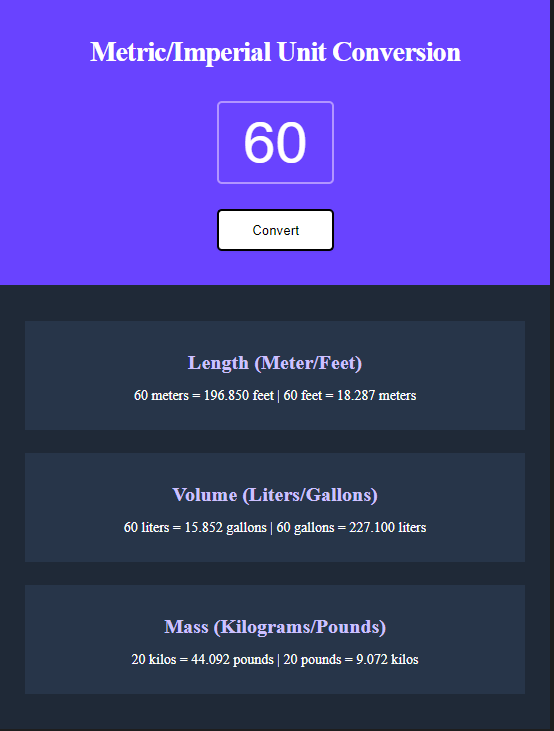 Metric/Imperial Unit Conversion
60
Convert
Length (Meter/Feet)
60 meters = 196.850 feet | 60 feet = 18.287 meters
Volume (Liters/Gallons)
60 liters = 15.852 gallons | 60 gallons = 227.100 liters
Mass (Kilograms/Pounds)
20 kilos = 44.092 pounds | 20 pounds = 9.072 kilos